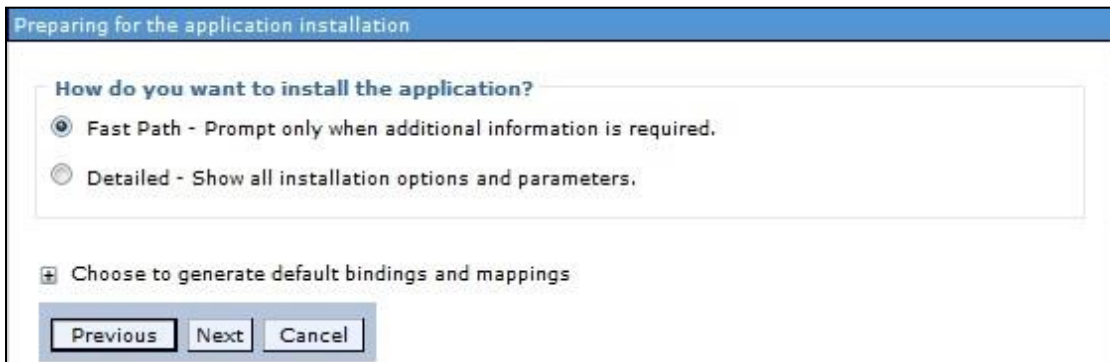 Preparing for the application installation
How do you want to install the application?
Fast Path - Prompt only when additional information is required.
Detailed - Show all installation options and parameters.
Choose to generate default bindings and mappings
Previous Next Cancel